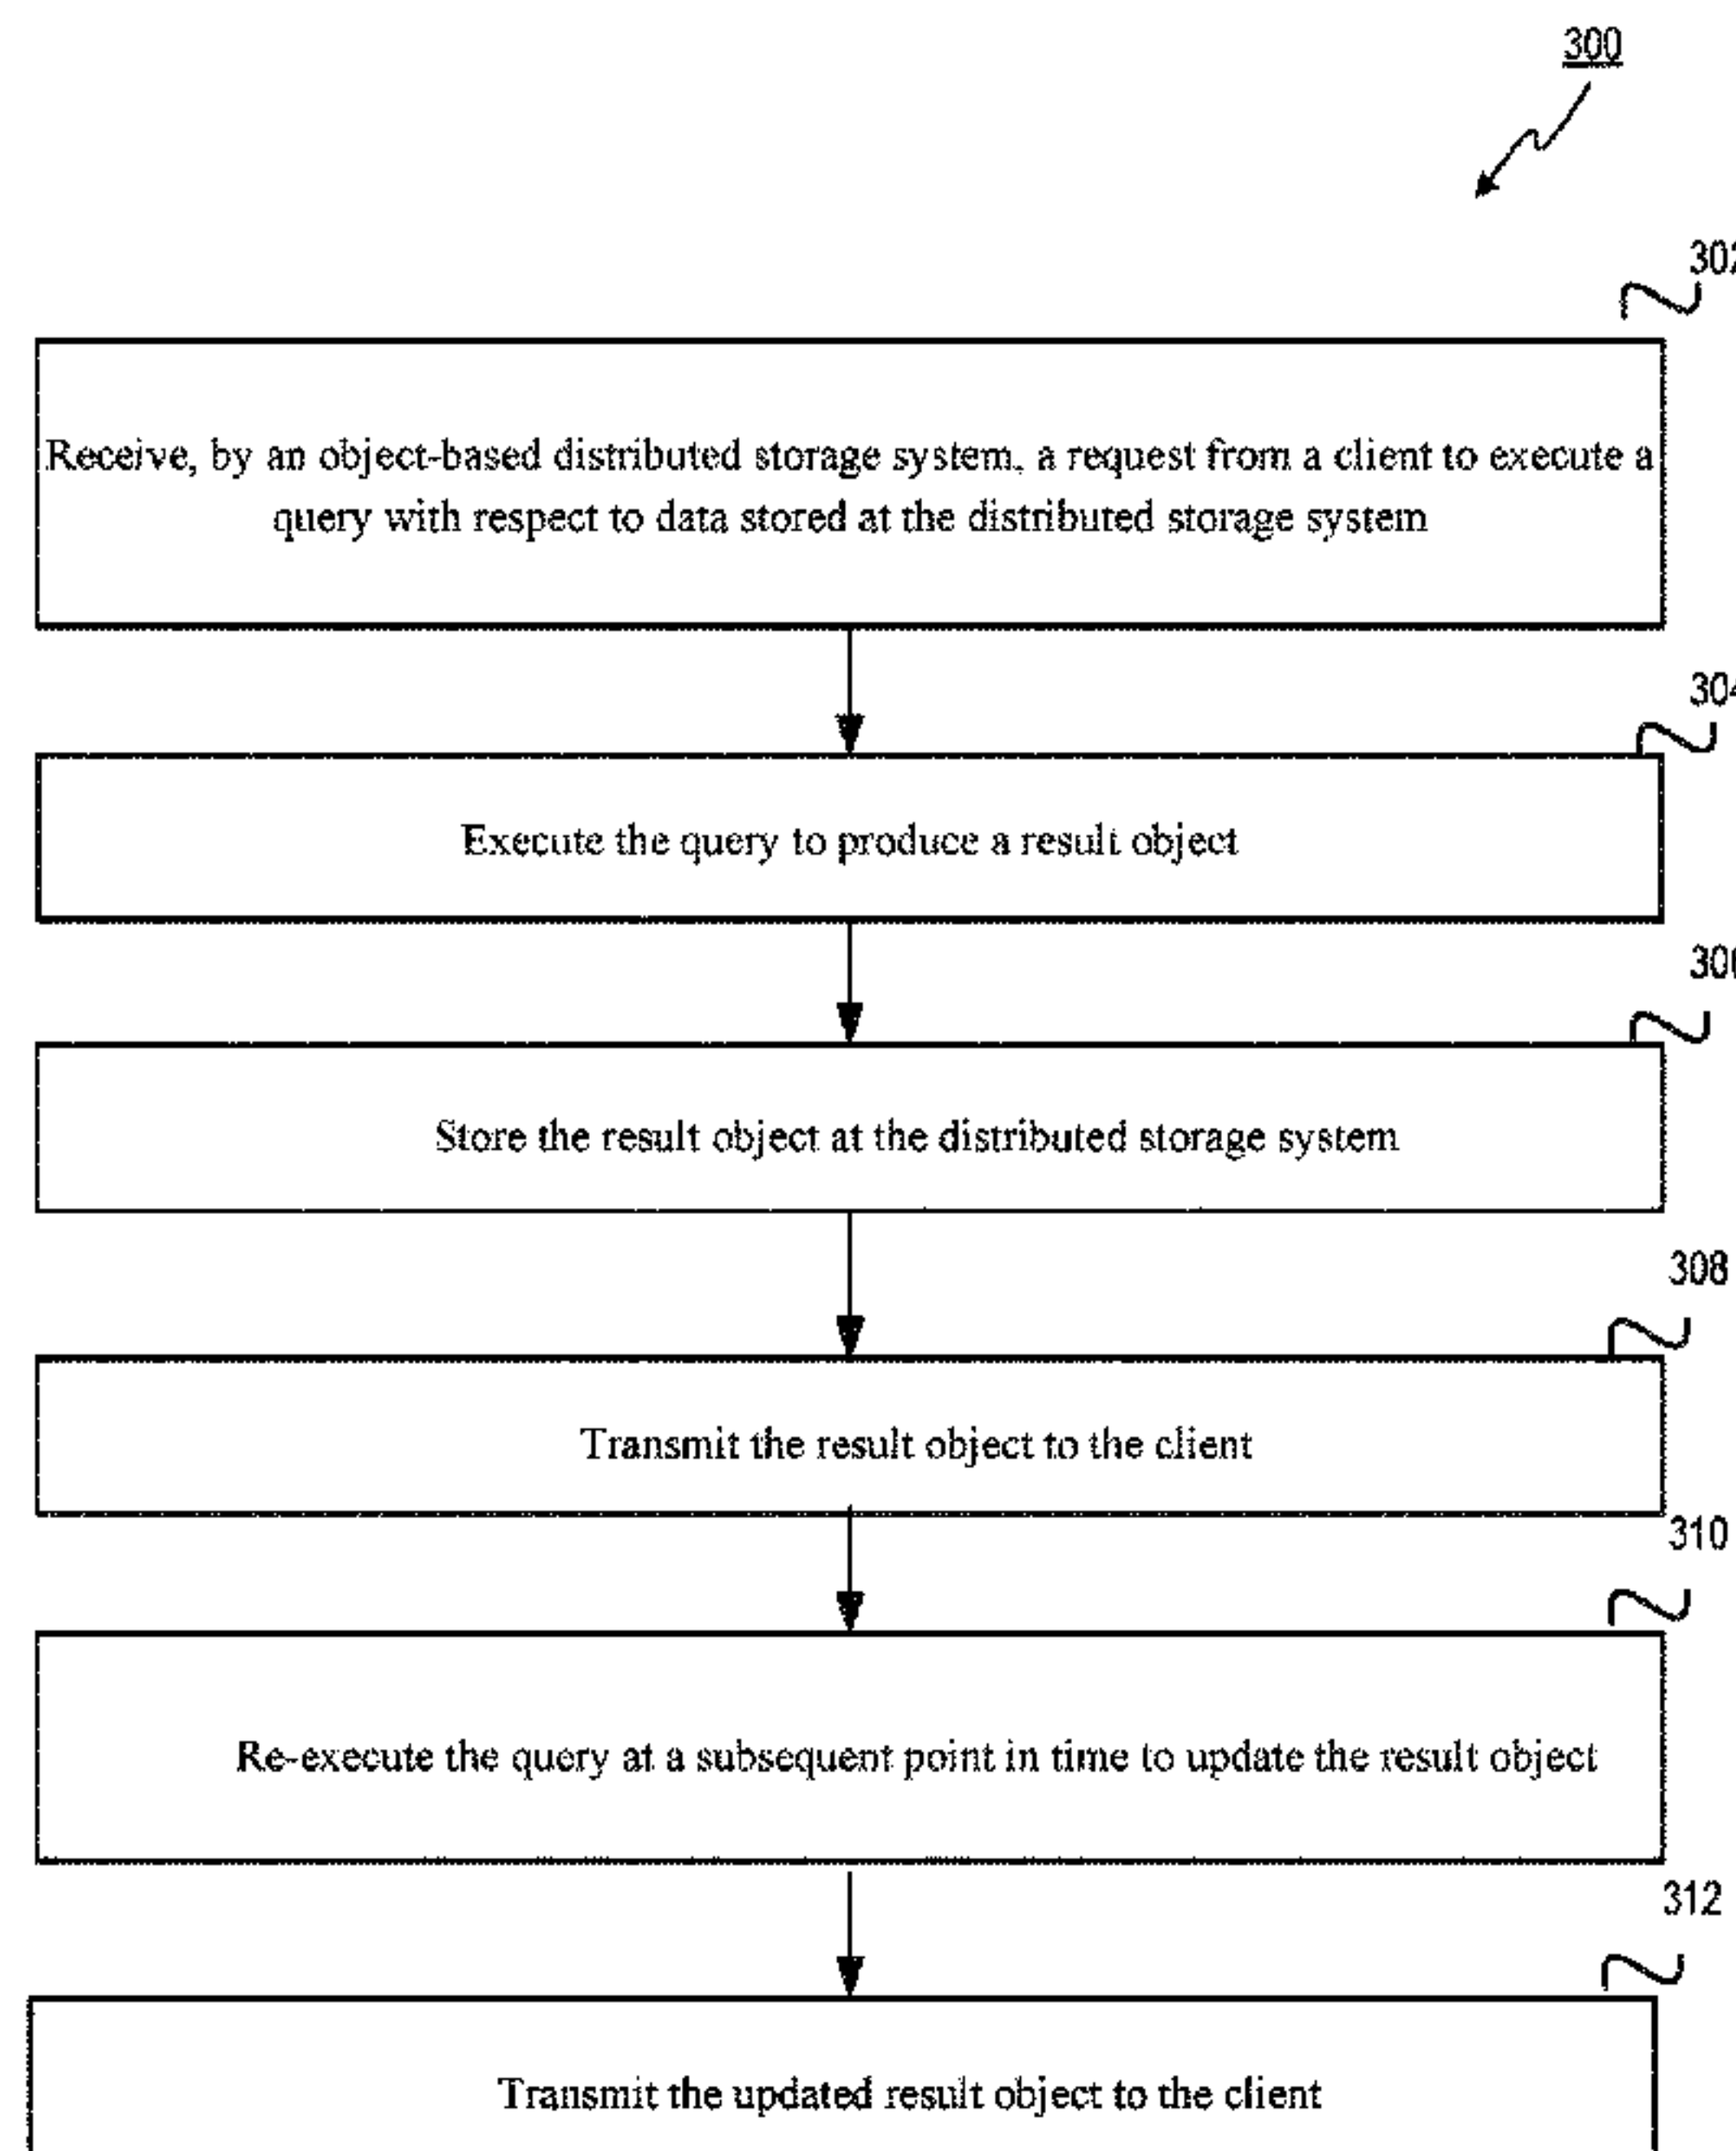 300
302
Receive, by an object-based distributed storage system, a request from a client to execute a
query with respect to data stored at the distributed storage system
304
Execute the query to produce a result object
306
Store the result object at the distributed storage system
308
Transmit the result object to the client
310
Re-execute the query at a subsequent point in time to update the result object
312
Transmit the updated result object to the client